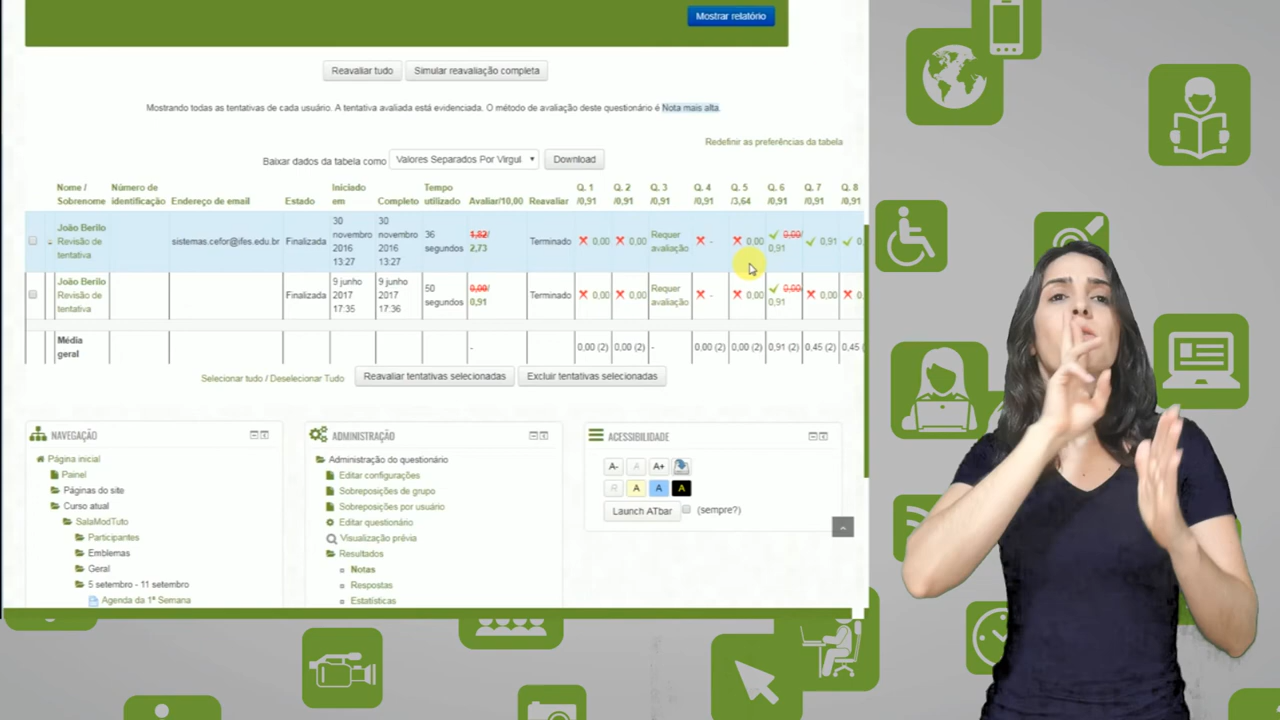 Mostrar relatório
Reavaliar tudo
Simular reavaliação completa
Mostrando todas as tentativas de cada usuário. A tentativa avaliada está evidenciada. O método de avaliação deste questionário é Nota mais alta.
Redefinir as preferências da tabela
Baixar dados da tabela como Valores Separados Por Virgul Download
Nome / Sobrenome Número de identificação Endereço de email Estado Iniciado em Completo Tempo utilizado Avaliar/10,00 Reavaliar Q. 1 /0,91 Q. 2 /0,91 Q. 3 /0,91 Q. 4 /0,91 Q. 5 /3,64 Q. 6 /0,91 Q. 7 /0,91 Q. 8 /0,91
João Berilo Revisão de tentativa sistemas.cefor@ifes.edu.br Finalizada 30 novembro 2016 13:27 30 novembro 2016 13:27 36 segundos 1,82/ 2,73 Terminado 0,00 0,00 Requer avaliação - 0,00 0,00/ 0,91 0,91 0,
João Berilo Revisão de tentativa Finalizada 9 junho 2017 17:35 9 junho 2017 17:36 50 segundos 0,00/ 0,91 Terminado 0,00 0,00 Requer avaliação - 0,00 0,00/ 0,91 0,00 0,
Média geral - 0,00 (2) 0,00 (2) - 0,00 (2) 0,00 (2) 0,91 (2) 0,45 (2) 0,45 (
Selecionar tudo / Deselecionar Tudo Reavaliar tentativas selecionadas Excluir tentativas selecionadas
NAVEGAÇÃO
Página inicial
Painel
Páginas do site
Curso atual
SalaModTuto
Participantes
Emblemas
Geral
5 setembro - 11 setembro
Agenda da 1ª Semana
ADMINISTRAÇÃO
Administração do questionário
Editar configurações
Sobreposições de grupo
Sobreposições por usuário
Editar questionário
Visualização prévia
Resultados
Notas
Respostas
Estatísticas
ACESSIBILIDADE
A- A A+
R A A A
Launch ATbar (sempre?)